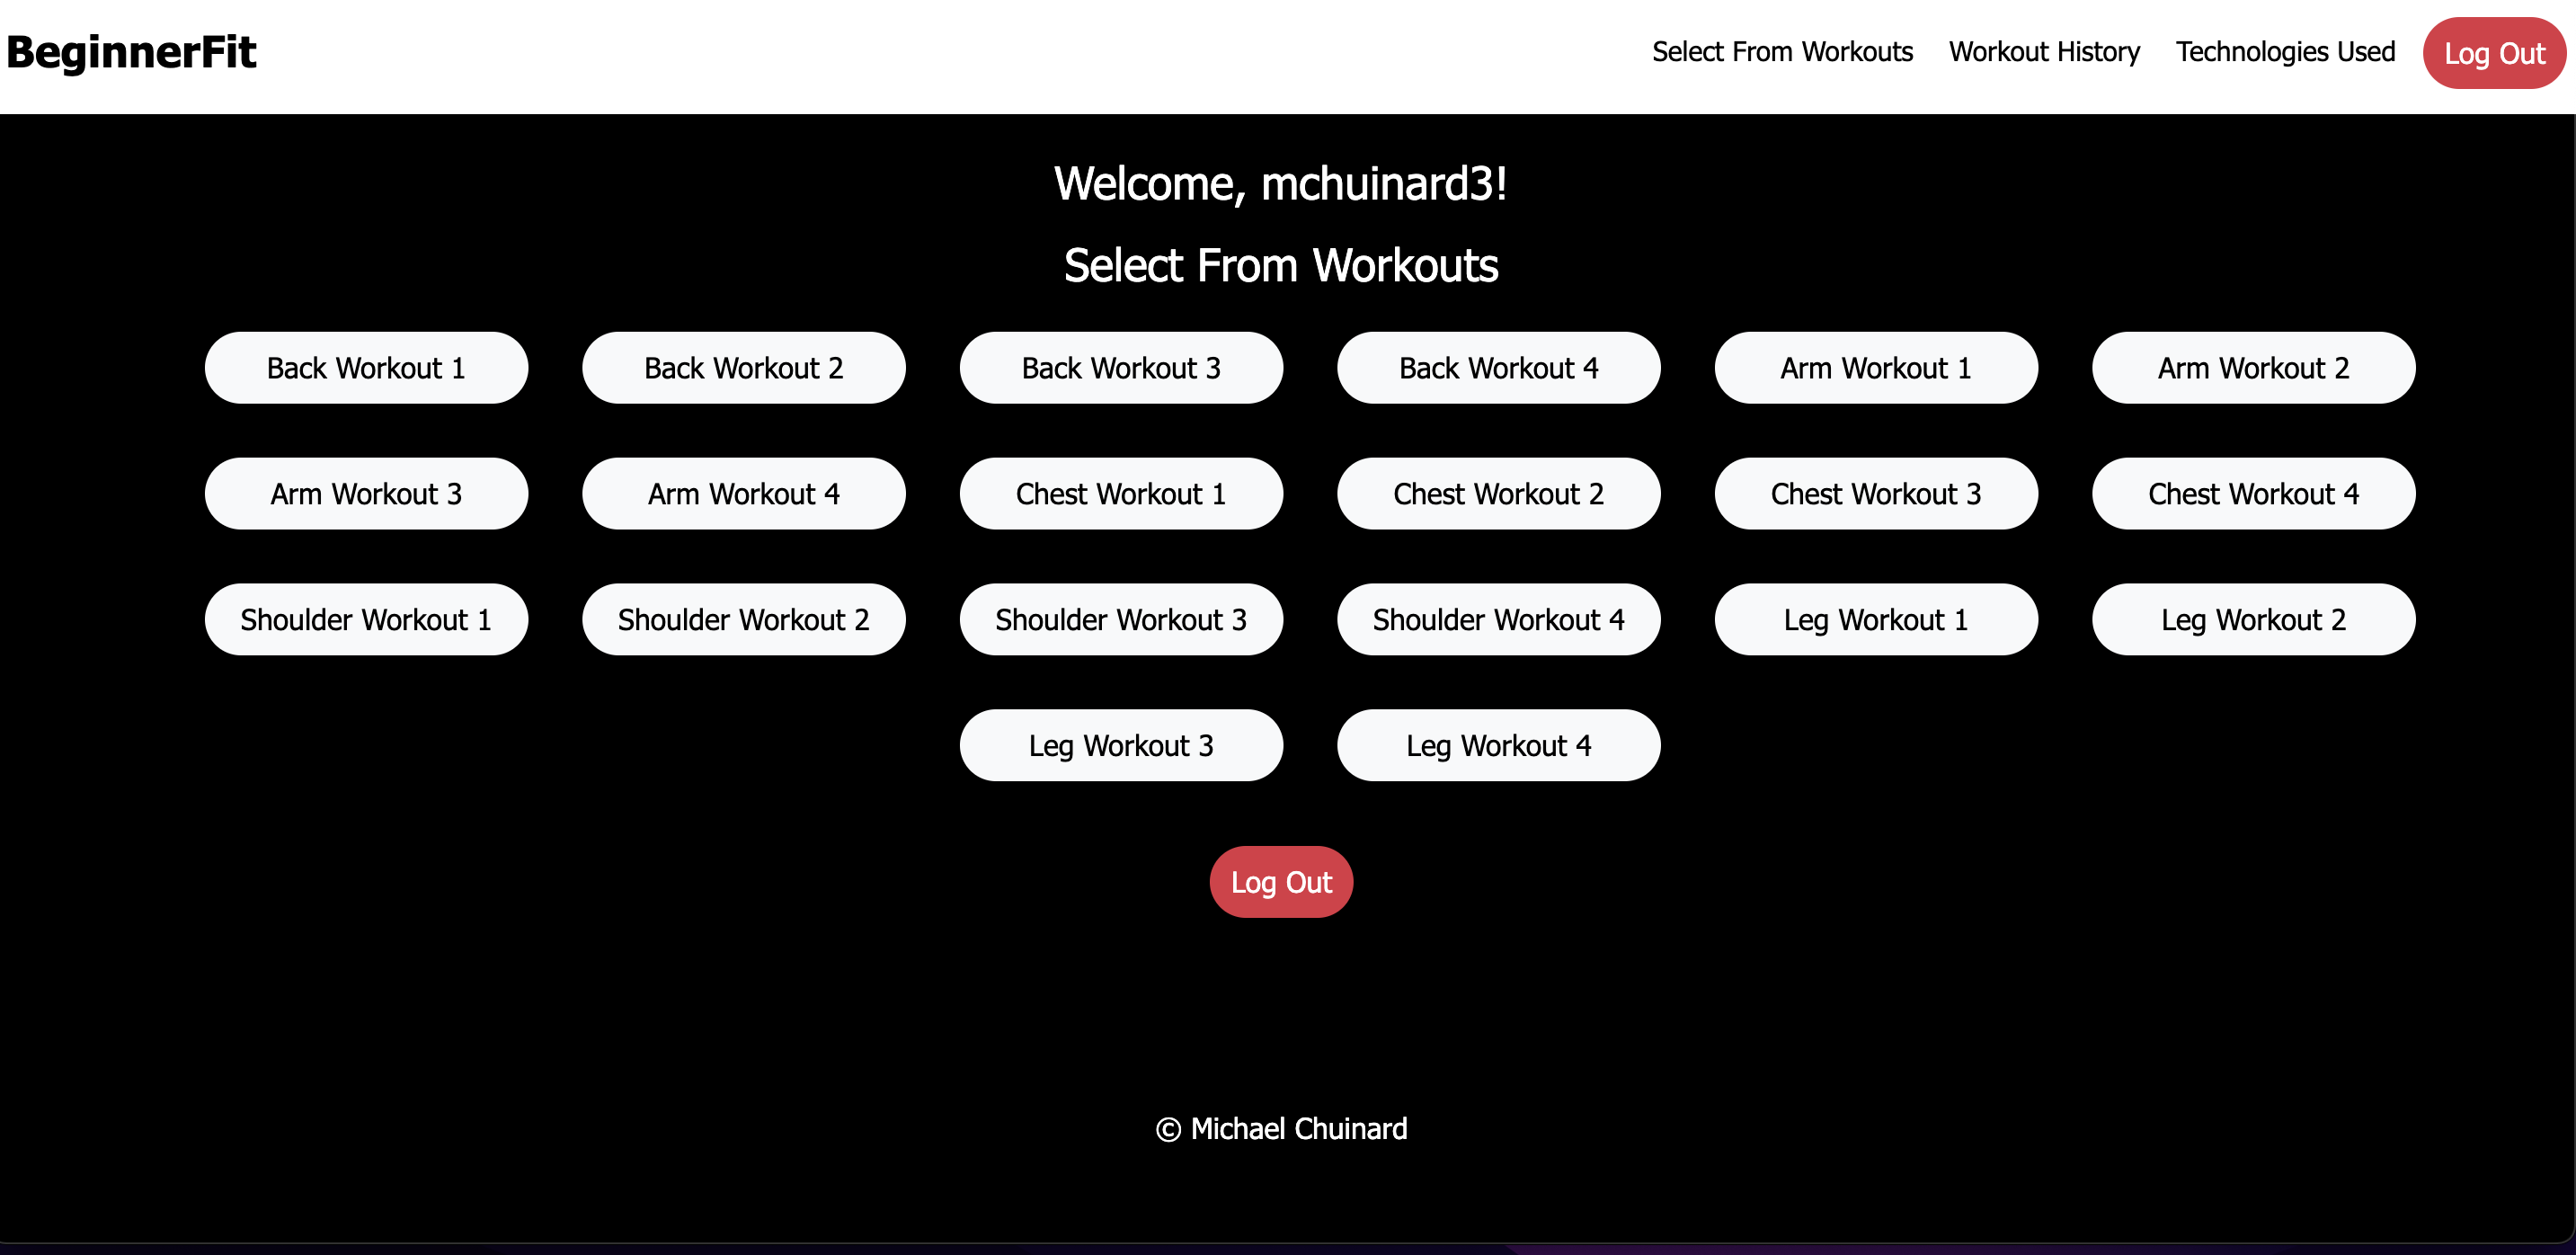 BeginnerFit
Select From Workouts Workout History Technologies Used Log Out
Welcome, mchuinard3!
Select From Workouts
Back Workout 1 Back Workout 2 Back Workout 3 Back Workout 4 Arm Workout 1 Arm Workout 2
Arm Workout 3 Arm Workout 4 Chest Workout 1 Chest Workout 2 Chest Workout 3 Chest Workout 4
Shoulder Workout 1 Shoulder Workout 2 Shoulder Workout 3 Shoulder Workout 4 Leg Workout 1 Leg Workout 2
Leg Workout 3 Leg Workout 4
Log Out
© Michael Chuinard